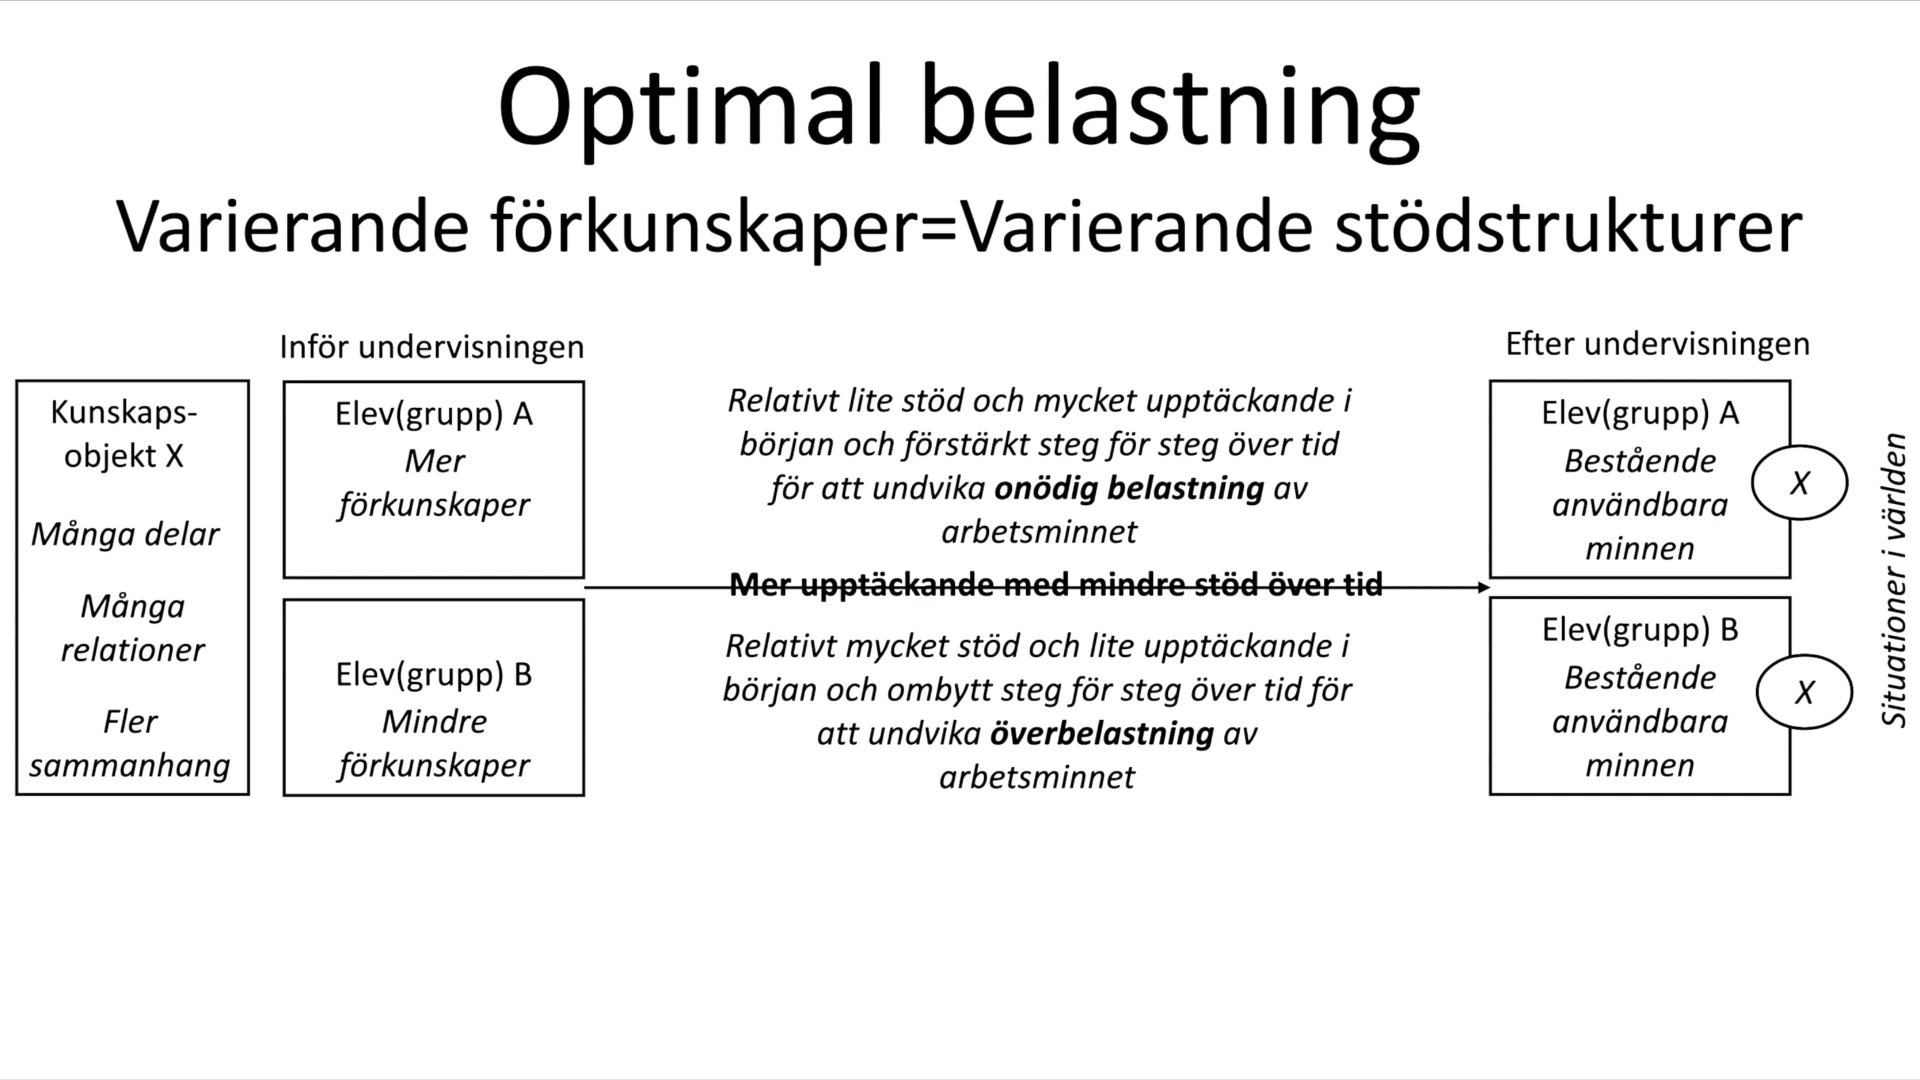 Optimal belastning
Varierande förkunskaper=Varierande stödstrukturer
Kunskaps-
objekt X
Många delar
Många
relationer
Fler
sammanhang
Inför undervisningen
Elev(grupp) A
Mer
förkunskaper
Elev(grupp) B
Mindre
förkunskaper
Relativt lite stöd och mycket upptäckande i
början och förstärkt steg för steg över tid
för att undvika onödig belastning av
arbetsminnet
Mer upptäckande med mindre stöd över tid
Relativt mycket stöd och lite upptäckande i
början och ombytt steg för steg över tid för
att undvika överbelastning av
arbetsminnet
Efter undervisningen
Elev(grupp) A
Bestående
användbara
minnen
X
Elev(grupp) B
Bestående
användbara
minnen
X
Situationer i världen